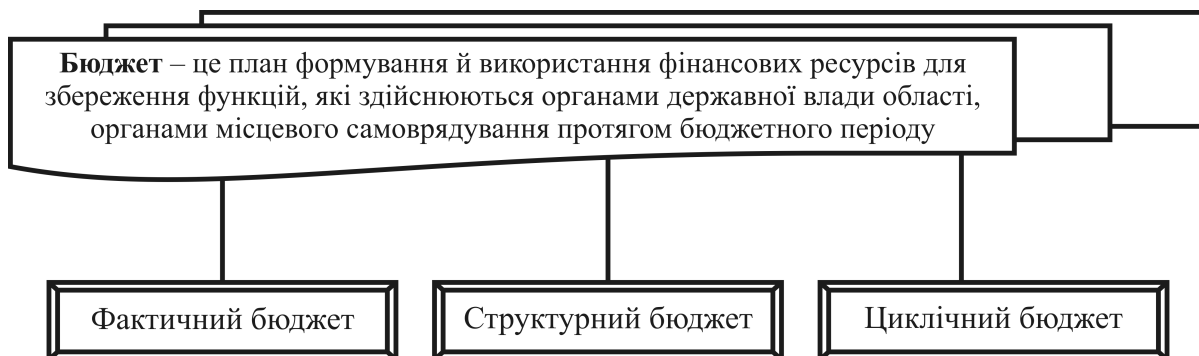 Бюджет – це план формування й використання фінансових ресурсів для
збереження функцій, які здійснюються органами державної влади області,
органами місцевого самоврядування протягом бюджетного періоду
Фактичний бюджет
Структурний бюджет
Циклічний бюджет